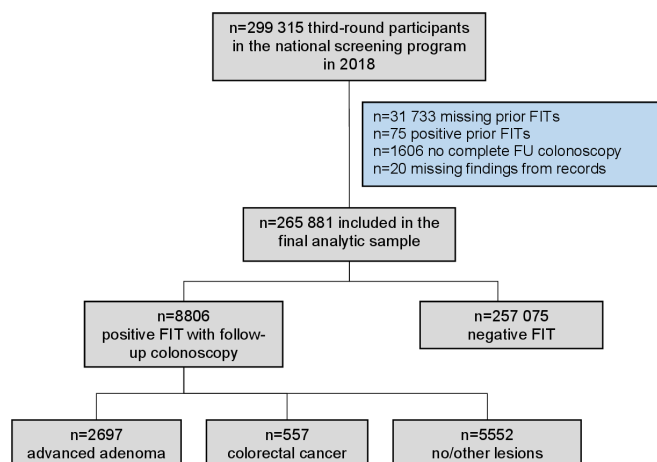 n=299 315 third-round participants
in the national screening program
in 2018
n=31 733 missing prior FITs
n=75 positive prior FITs
n=1606 no complete FU colonoscopy
n=20 missing findings from records
n=265 881 included in the
final analytic sample
n=8806
positive FIT with follow-
up colonoscopy
n=257 075
negative FIT
n=2697
advanced adenoma
n=557
colorectal cancer
n=5552
no/other lesions